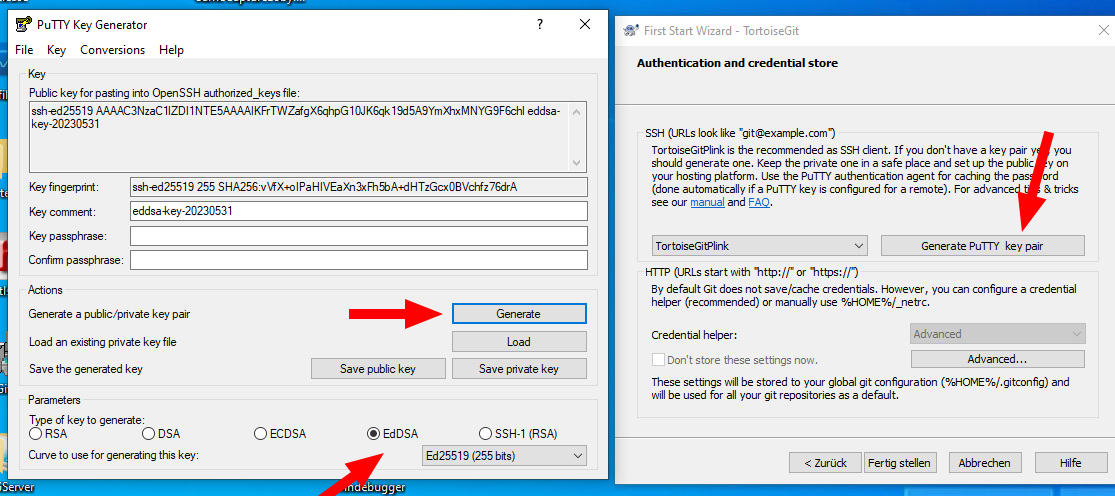 PuTTY Key Generator
?
File Key Conversions Help
Key
Public key for pasting into OpenSSH authorized_keys file:
ssh-ed25519 AAAAC3NzaC1lZDI1NTE5AAAAIKFrTWZafgX6qhpG10JK6qk19d5A9YmXhxMNYG9F6chl eddsa-
key-20230531
Key fingerprint:
ssh-ed25519 255 SHA256:vVfX+oIPaHIVEaXn3xFh5bA+dHTzGcx0BVchfz76drA
Key comment:
eddsa-key-20230531
Key passphrase:
Confirm passphrase:
Actions
Generate a public/private key pair
Generate
Load an existing private key file
Load
Save the generated key
Save public key
Save private key
Parameters
Type of key to generate:
RSA
DSA
ECDSA
EdDSA
SSH-1 (RSA)
Curve to use for generating this key:
Ed25519 (255 bits)
First Start Wizard - TortoiseGit
Authentication and credential store
SSH (URLs look like "git@example.com")
TortoiseGitPlink is the recommended as SSH client. If you don't have a key pair you
should generate one. Keep the private one in a safe place and set up the public key on
your hosting platform. Use the PuTTY authentication agent for caching the password
(done automatically if a PuTTY key is configured for a remote). For advanced tips & tricks
see our manual and FAQ.
TortoiseGitPlink
Generate PuTTY key pair
HTTP (URLs start with "http://" or "https://")
By default Git does not save/cache credentials. However, you can configure a credential
helper (recommended) or manually use %HOME%/_netrc.
Credential helper:
Advanced
Don't store these settings now.
Advanced...
These settings will be stored to your global git configuration (%HOME%/.gitconfig) and
will be used for all your git repositories as a default.
< Zurück
Fertig stellen
Abbrechen
Hilfe
Server
ndebugger